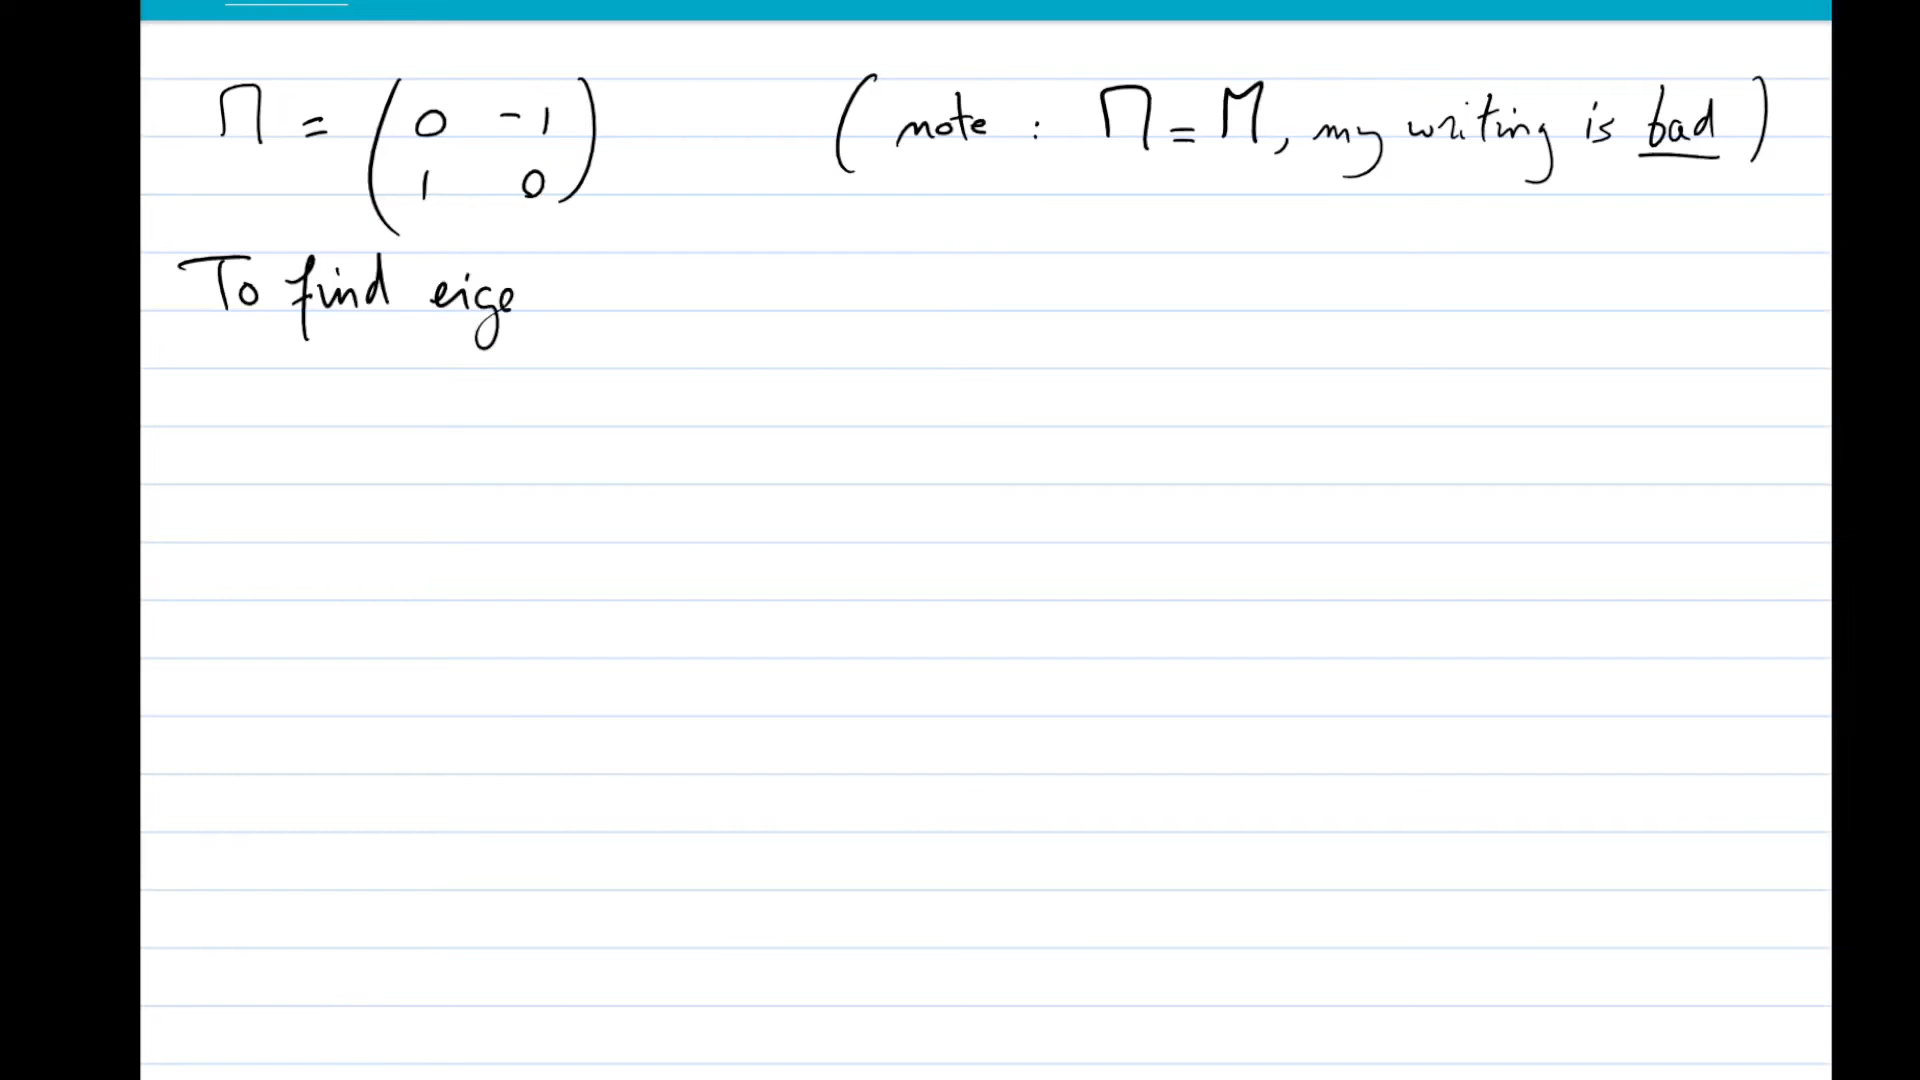 Π = ( 0 -1 (note : Π = M, my writing is bad)
1 0 )
To find eige